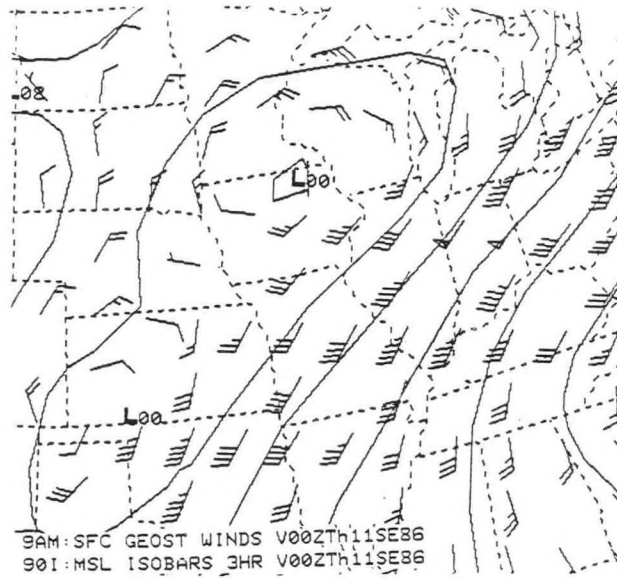 L08
L00
L00
9AM:SFC GEOST WINDS V00ZTh11SE86
90I:MSL ISOBARS 3HR V00ZTh11SE86